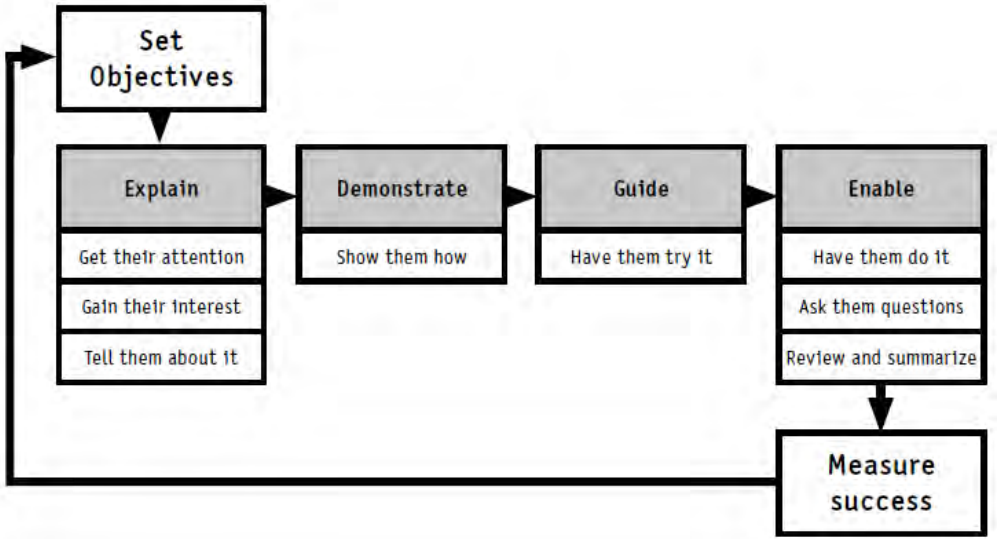 Set
Objectives
Explain
Get their attention
Gain their interest
Tell them about it
Demonstrate
Show them how
Guide
Have them try it
Enable
Have them do it
Ask them questions
Review and summarize
Measure
success